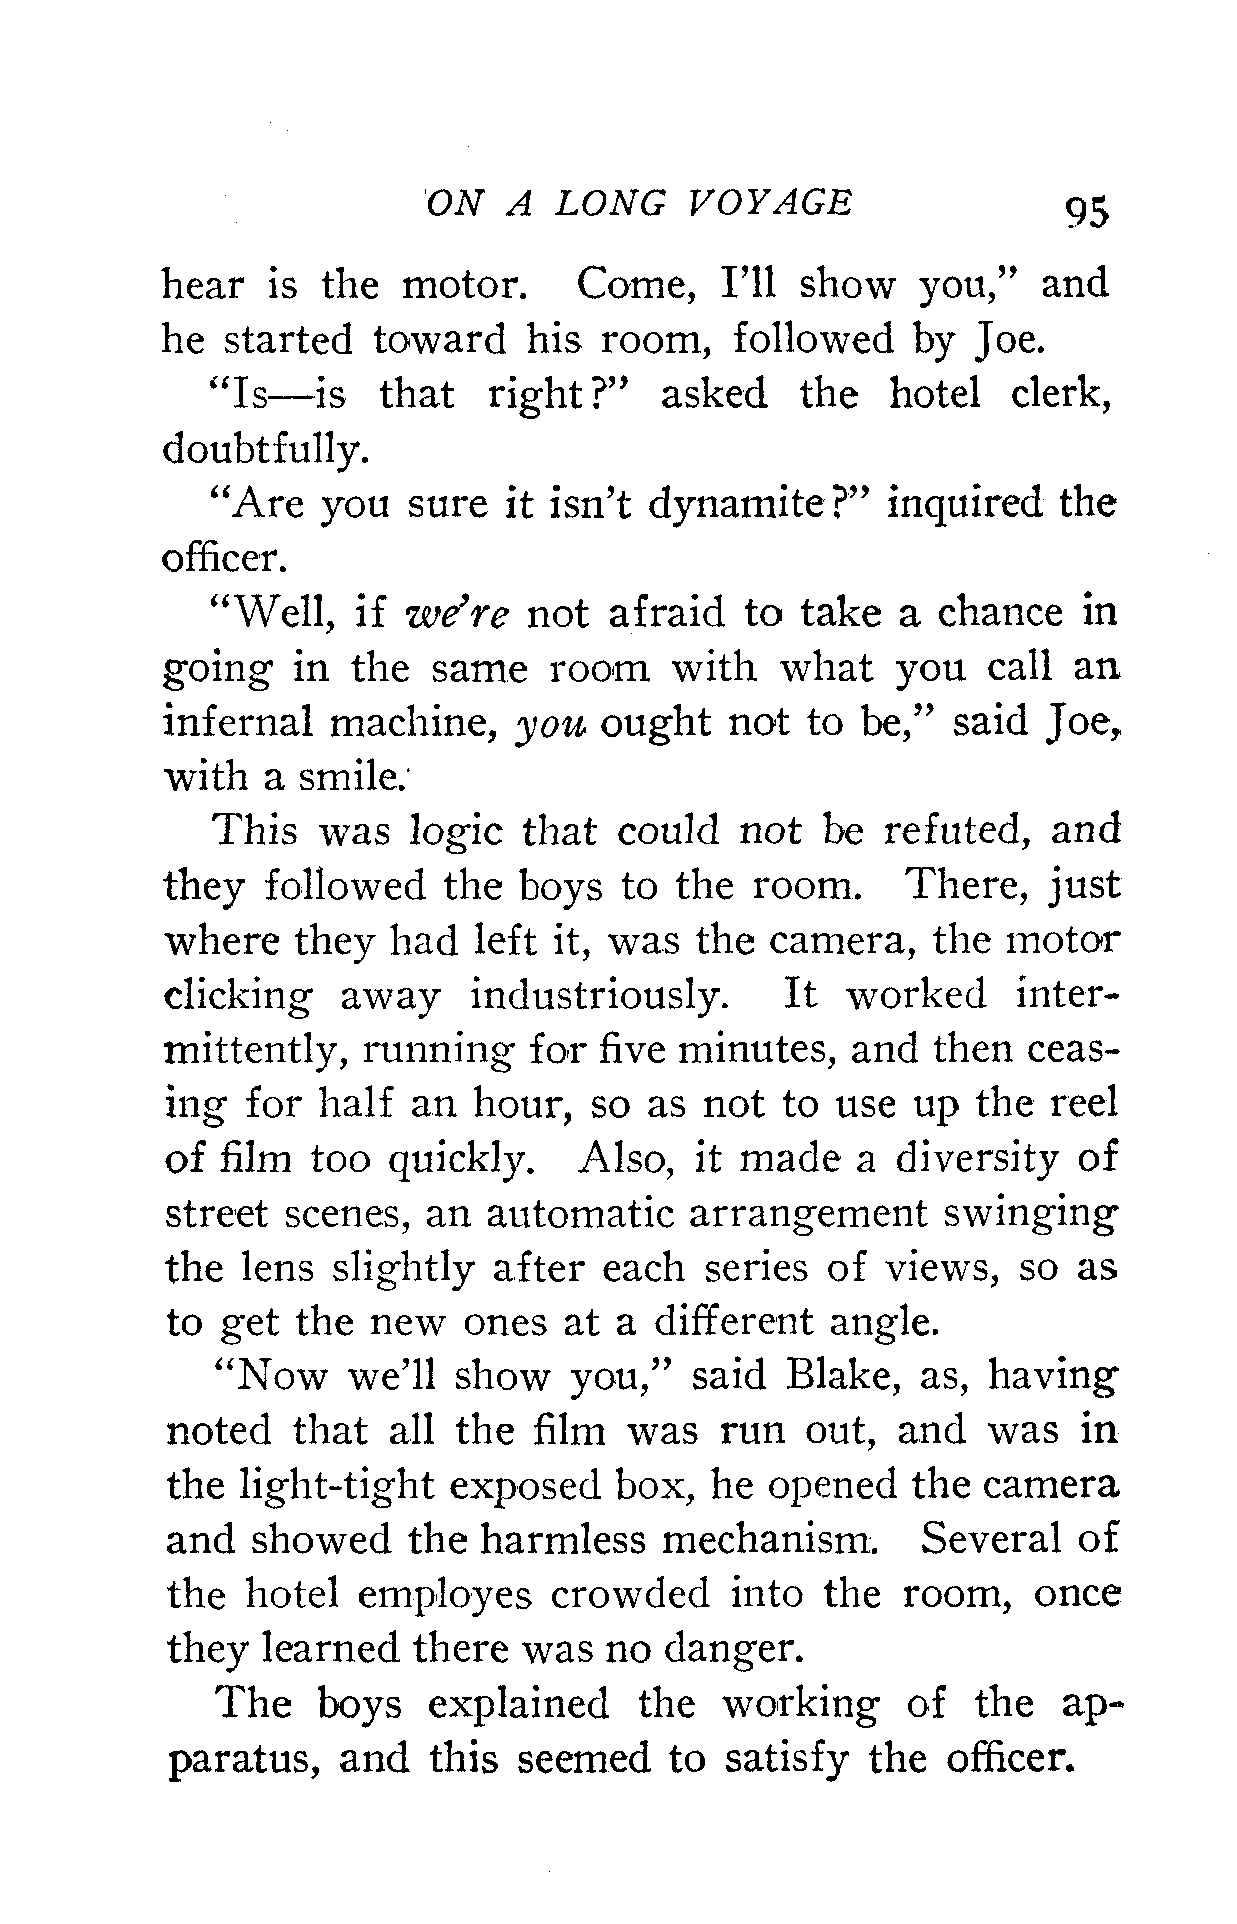 ON A LONG VOYAGE 95
hear is the motor. Come, I'll show you," and
he started toward his room, followed by Joe.
"Is—is that right?" asked the hotel clerk,
doubtfully.
"Are you sure it isn't dynamite?" inquired the
officer.
"Well, if we're not afraid to take a chance in
going in the same room with what you call an
infernal machine, you ought not to be," said Joe,
with a smile.
This was logic that could not be refuted, and
they followed the boys to the room. There, just
where they had left it, was the camera, the motor
clicking away industriously. It worked inter-
mittently, running for five minutes, and then ceas-
ing for half an hour, so as not to use up the reel
of film too quickly. Also, it made a diversity of
street scenes, an automatic arrangement swinging
the lens slightly after each series of views, so as
to get the new ones at a different angle.
"Now we'll show you," said Blake, as, having
noted that all the film was run out, and was in
the light-tight exposed box, he opened the camera
and showed the harmless mechanism. Several of
the hotel employes crowded into the room, once
they learned there was no danger.
The boys explained the working of the ap-
paratus, and this seemed to satisfy the officer.